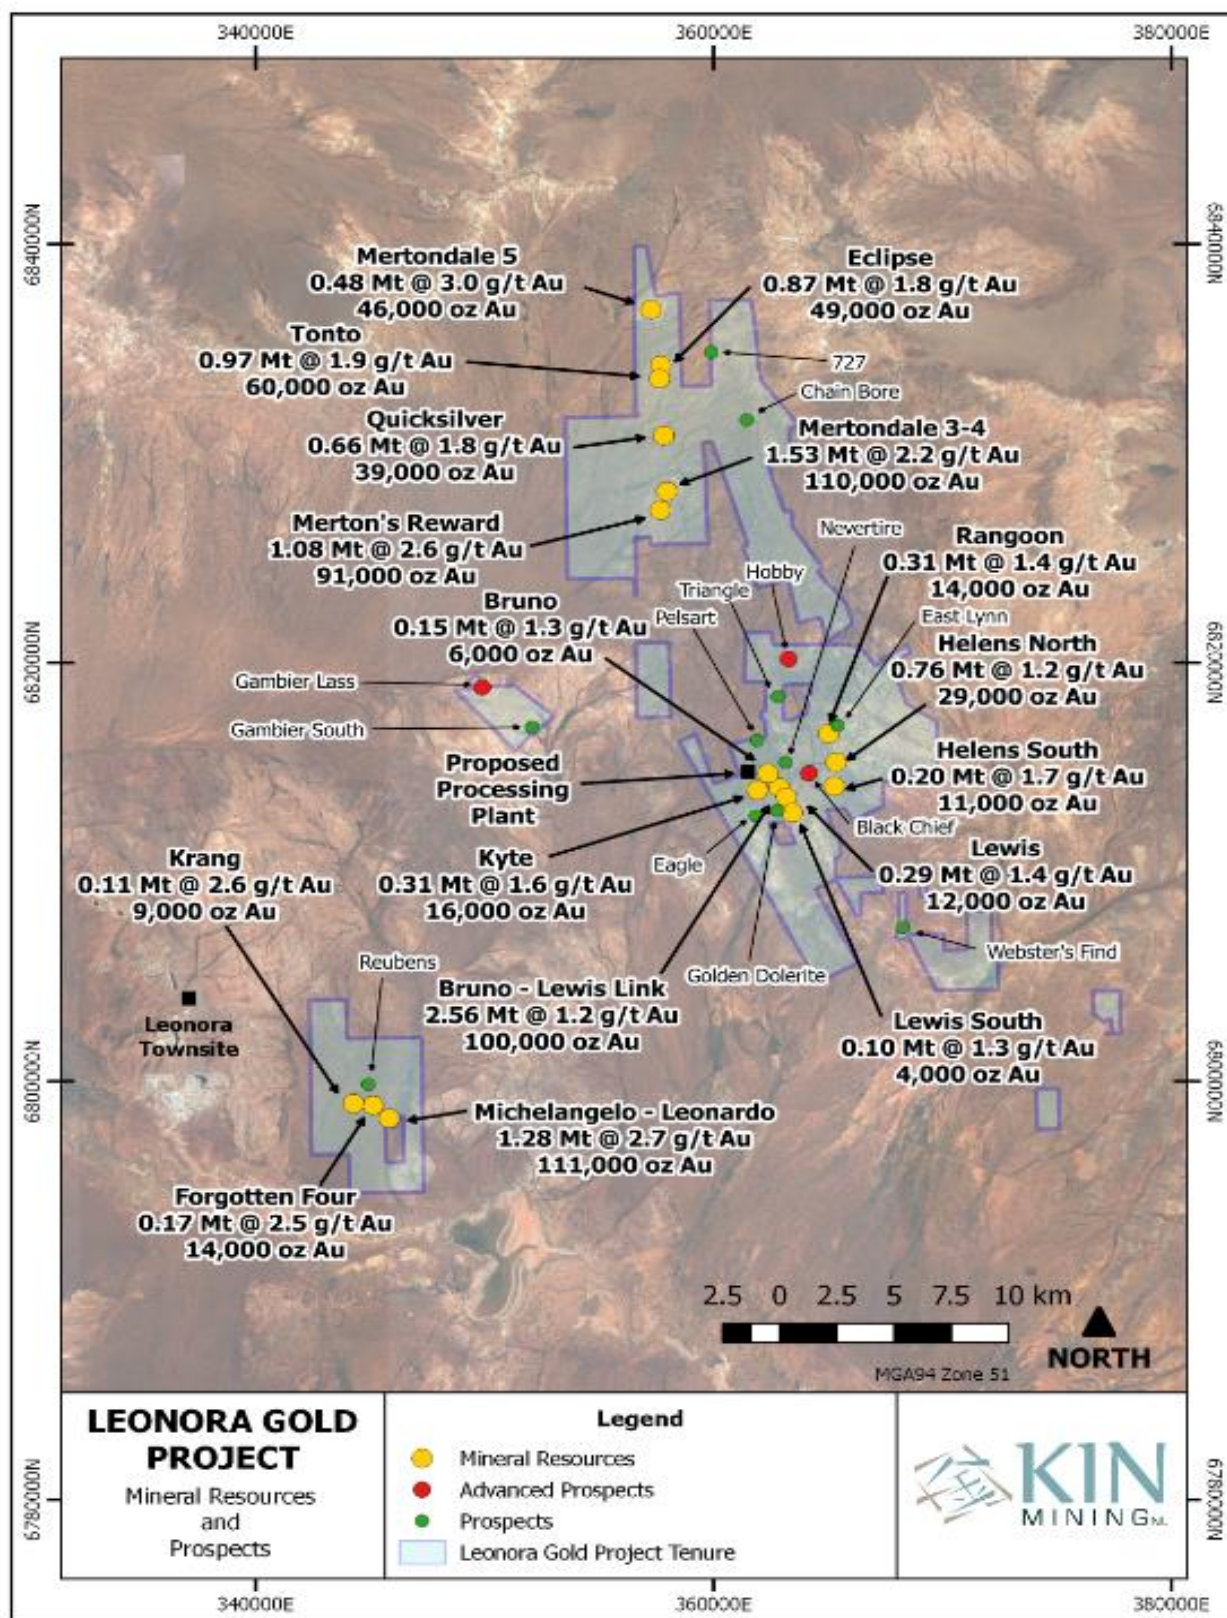 340000E
360000E
380000E
6840000N
6840000N
Mertondale 5
0.48 Mt @ 3.0 g/t Au
46,000 oz Au
Eclipse
0.87 Mt @ 1.8 g/t Au
49,000 oz Au
Tonto
0.97 Mt @ 1.9 g/t Au
60,000 oz Au
727
Chain Bore
Quicksilver
0.66 Mt @ 1.8 g/t Au
39,000 oz Au
Mertondale 3-4
1.53 Mt @ 2.2 g/t Au
110,000 oz Au
Merton's Reward
1.08 Mt @ 2.6 g/t Au
91,000 oz Au
Nevertire
Rangoon
0.31 Mt @ 1.4 g/t Au
14,000 oz Au
Hobby
Triangle
Pelsart
East Lynn
Bruno
0.15 Mt @ 1.3 g/t Au
6,000 oz Au
Helens North
0.76 Mt @ 1.2 g/t Au
29,000 oz Au
6820000N
6820000N
Gambier Lass
Gambier South
Proposed
Processing
Plant
Helens South
0.20 Mt @ 1.7 g/t Au
11,000 oz Au
Black Chief
Krang
0.11 Mt @ 2.6 g/t Au
9,000 oz Au
Kyte
0.31 Mt @ 1.6 g/t Au
16,000 oz Au
Eagle
Lewis
0.29 Mt @ 1.4 g/t Au
12,000 oz Au
Webster's Find
Reubens
Golden Dolerite
Leonora
Townsite
Bruno - Lewis Link
2.56 Mt @ 1.2 g/t Au
100,000 oz Au
Lewis South
0.10 Mt @ 1.3 g/t Au
4,000 oz Au
6800000N
6800000N
Michelangelo - Leonardo
1.28 Mt @ 2.7 g/t Au
111,000 oz Au
Forgotten Four
0.17 Mt @ 2.5 g/t Au
14,000 oz Au
2.5 0 2.5 5 7.5 10 km
NORTH
MGA94 Zone 51
LEONORA GOLD
PROJECT
Mineral Resources
and
Prospects
Legend
Mineral Resources
Advanced Prospects
Prospects
Leonora Gold Project Tenure
KIN
MINING NL
6780000N
6780000N
340000E
360000E
380000E